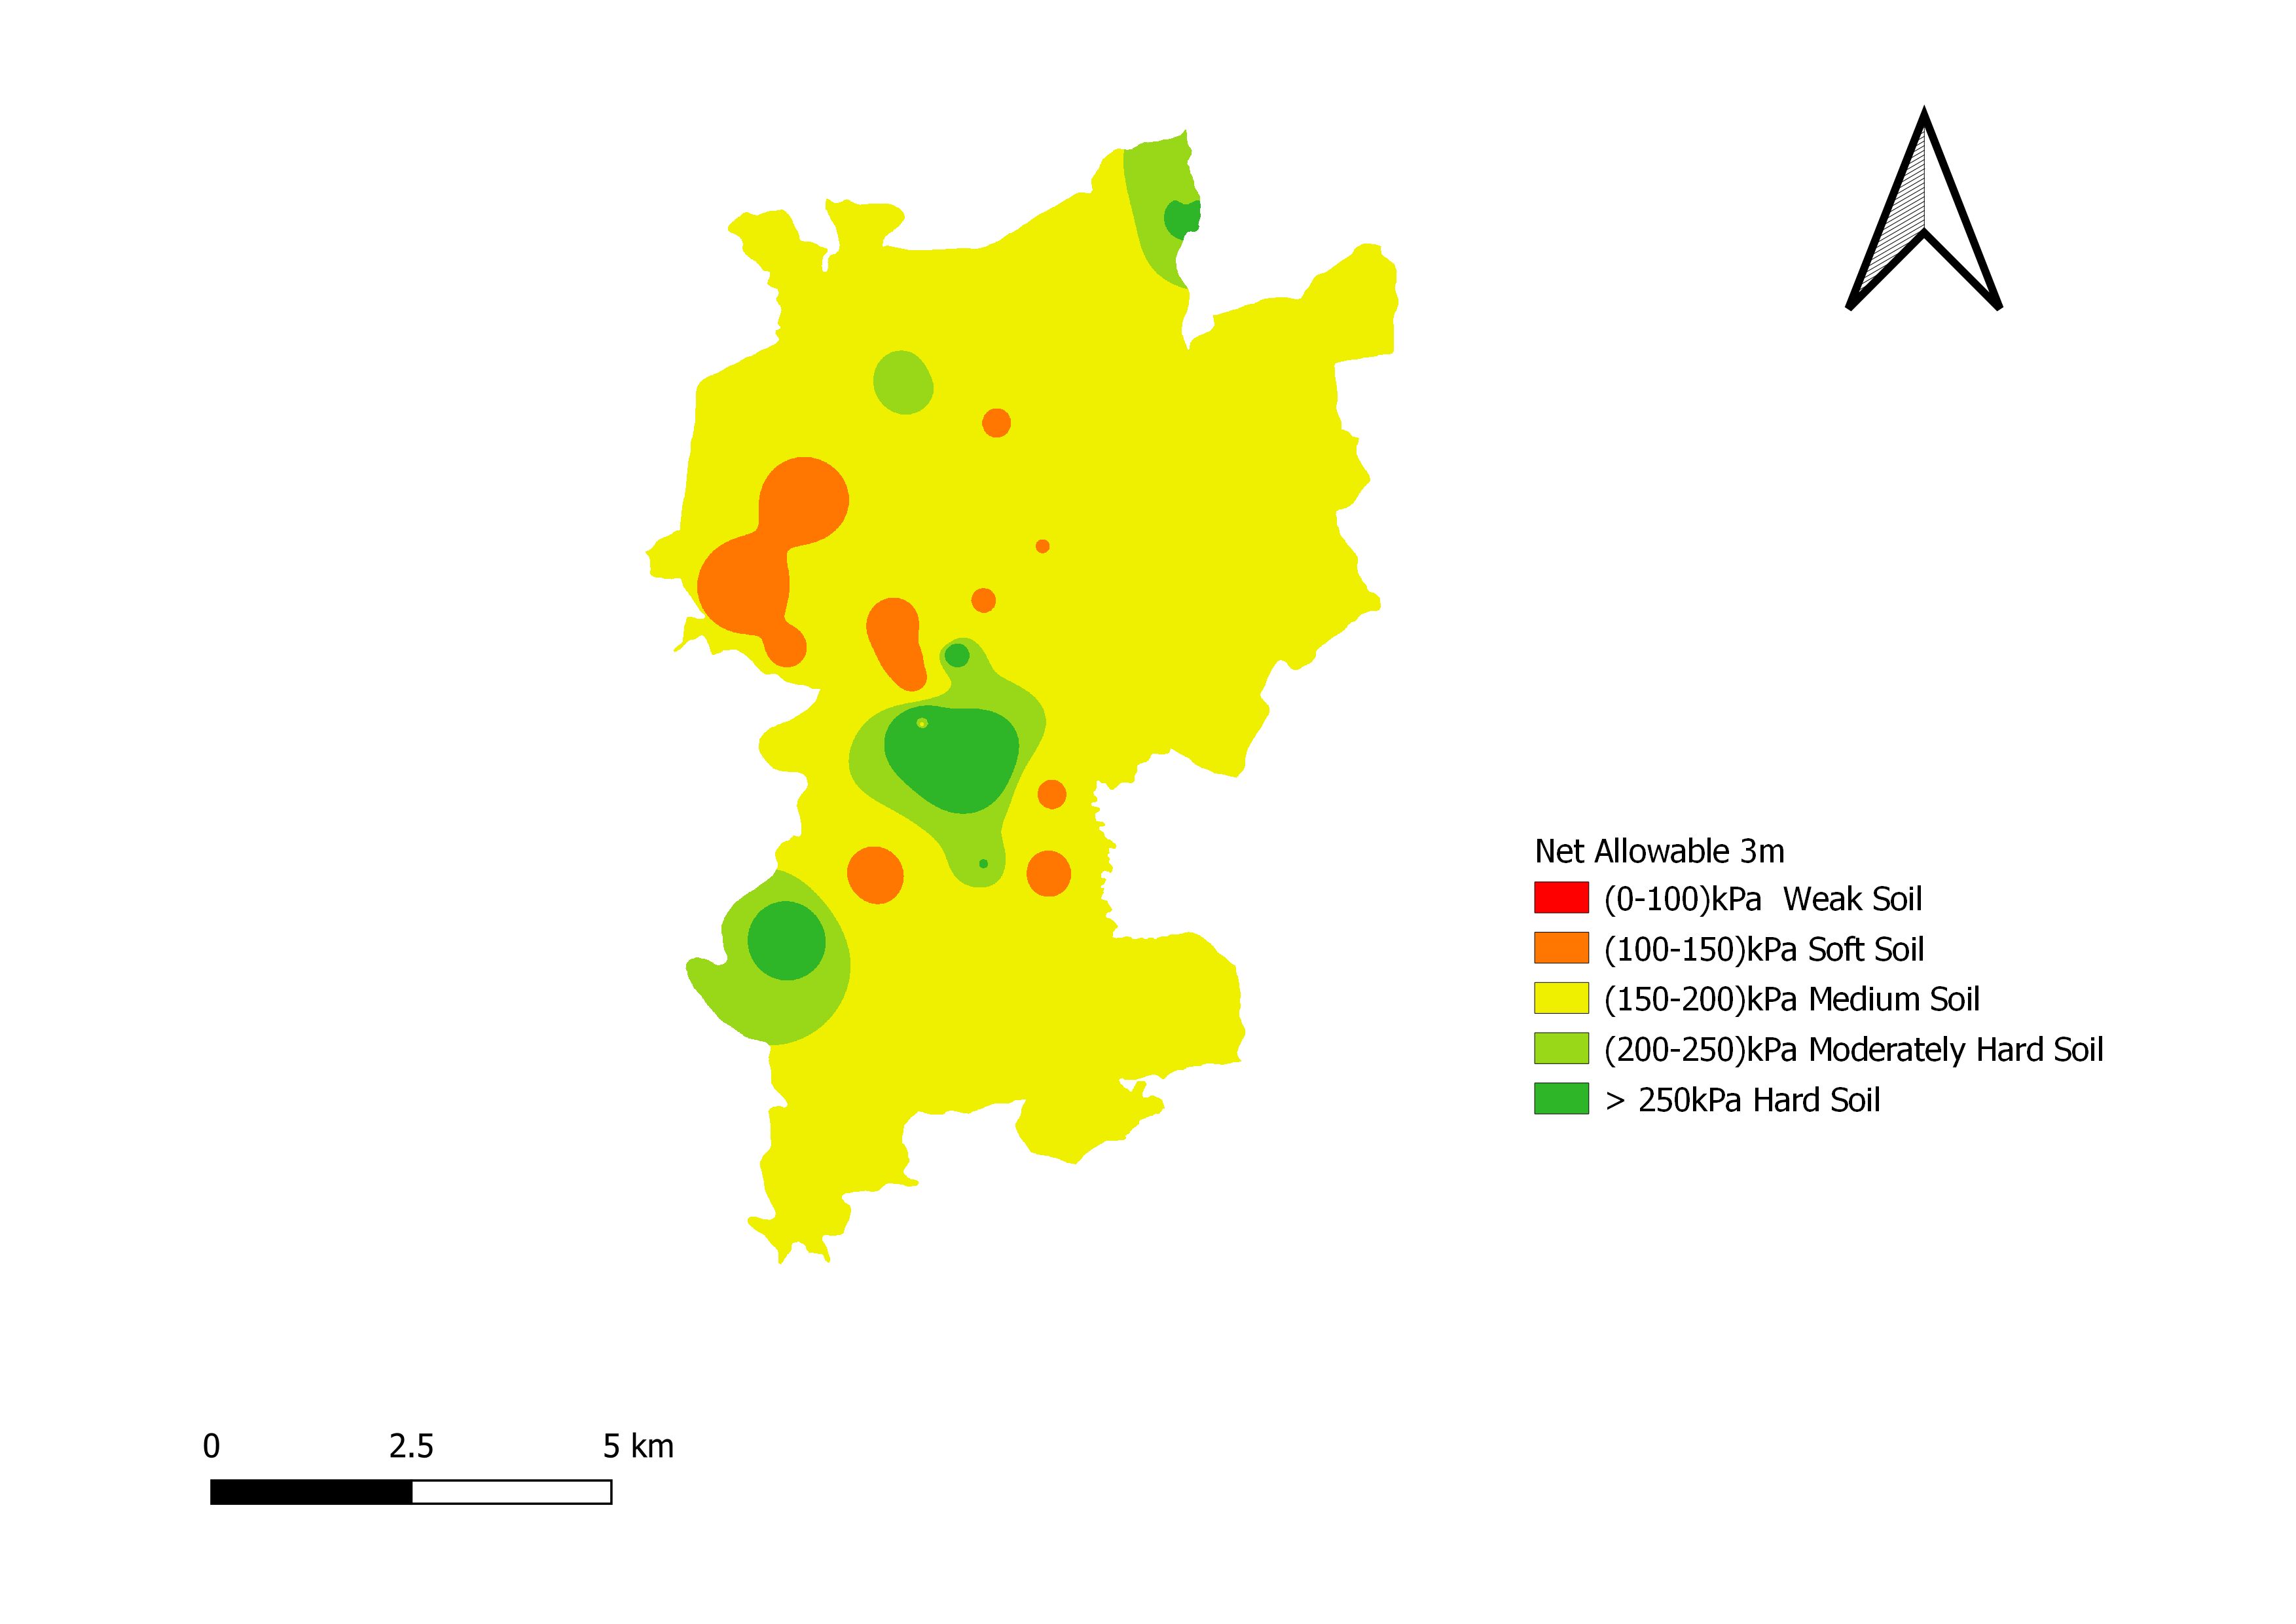 Net Allowable 3m
(0-100)kPa  Weak Soil
(100-150)kPa Soft Soil
(150-200)kPa Medium Soil
(200-250)kPa Moderately Hard Soil
> 250kPa Hard Soil
0 2.5 5 km